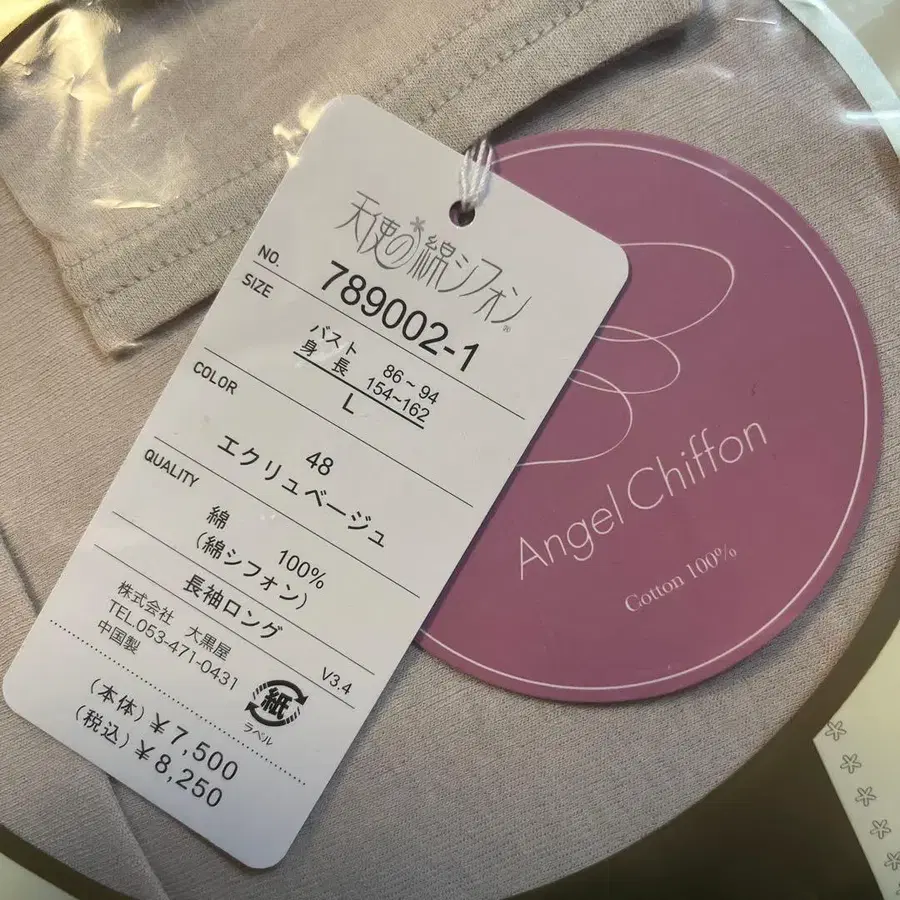 天使の綿シフォン®
NO. 789002-1
SIZE
バスト 86～94
身長 154~162
L
COLOR
48
エクリュベージュ
QUALITY
綿 100%
(綿シフォン)
長袖ロング
株式会社 大黒屋
TEL.053-471-0431
中国製
V3.4
紙
ラベル
(本体)￥7,500
(税込)￥8,250
Angel Chiffon
Cotton 100%